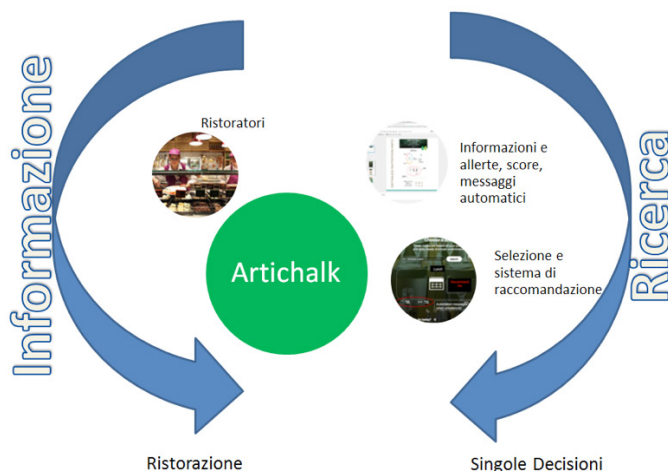 Informazione
Ristoratori
Artichalk
Informazioni e
allerte, score,
messaggi
automatici
Selezione e
sistema di
raccomandazione
Ricerca
Ristorazione
Singole Decisioni